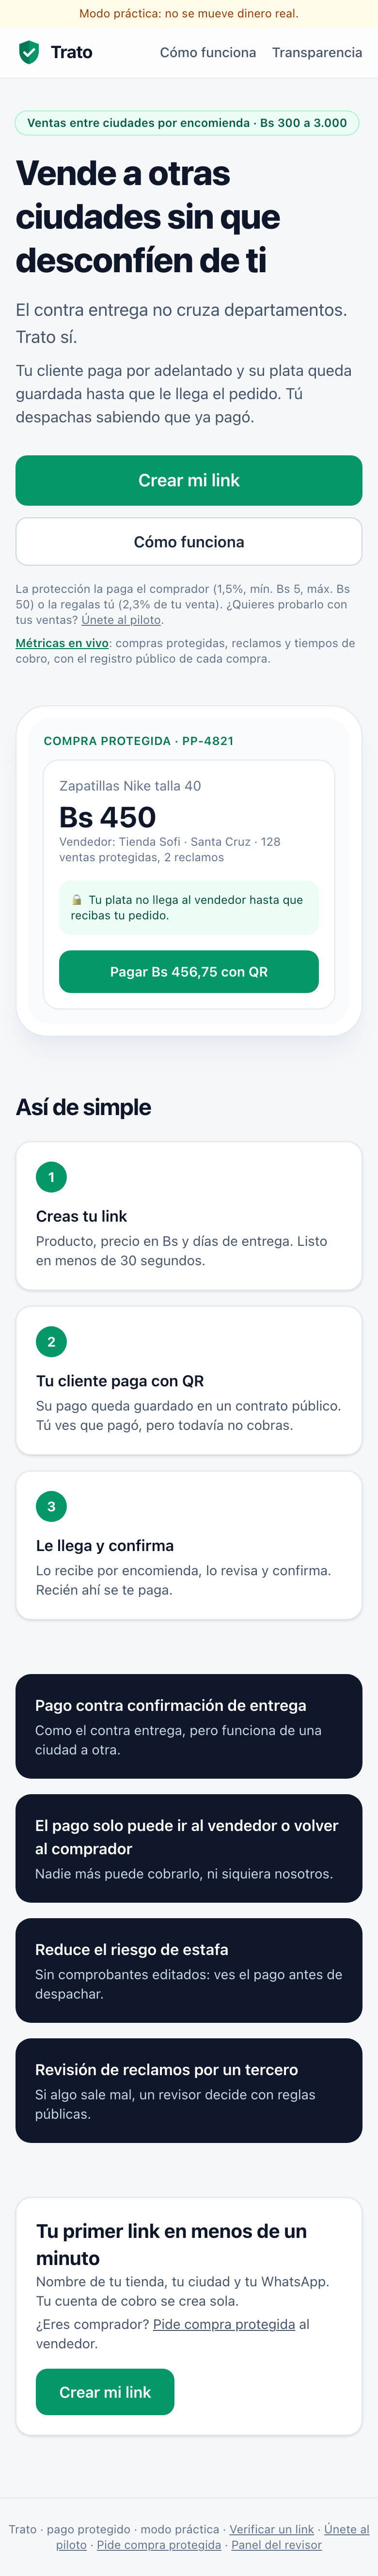 Modo práctica: no se mueve dinero real.
Trato
Cómo funciona
Transparencia
Ventas entre ciudades por encomienda · Bs 300 a 3.000
Vende a otras
ciudades sin que
desconfíen de ti
El contra entrega no cruza departamentos.
Trato sí.
Tu cliente paga por adelantado y su plata queda
guardada hasta que le llega el pedido. Tú
despachas sabiendo que ya pagó.
Crear mi link
Cómo funciona
La protección la paga el comprador (1,5%, mín. Bs 5, máx. Bs
50) o la regalas tú (2,3% de tu venta). ¿Quieres probarlo con
tus ventas? Únete al piloto.
Métricas en vivo: compras protegidas, reclamos y tiempos de
cobro, con el registro público de cada compra.
COMPRA PROTEGIDA · PP-4821
Zapatillas Nike talla 40
Bs 450
Vendedor: Tienda Sofi · Santa Cruz · 128
ventas protegidas, 2 reclamos
Tu plata no llega al vendedor hasta que
recibas tu pedido.
Pagar Bs 456,75 con QR
Así de simple
1
Creas tu link
Producto, precio en Bs y días de entrega. Listo
en menos de 30 segundos.
2
Tu cliente paga con QR
Su pago queda guardado en un contrato público.
Tú ves que pagó, pero todavía no cobras.
3
Le llega y confirma
Lo recibe por encomienda, lo revisa y confirma.
Recién ahí se te paga.
Pago contra confirmación de entrega
Como el contra entrega, pero funciona de una
ciudad a otra.
El pago solo puede ir al vendedor o volver
al comprador
Nadie más puede cobrarlo, ni siquiera nosotros.
Reduce el riesgo de estafa
Sin comprobantes editados: ves el pago antes de
despachar.
Revisión de reclamos por un tercero
Si algo sale mal, un revisor decide con reglas
públicas.
Tu primer link en menos de un
minuto
Nombre de tu tienda, tu ciudad y tu WhatsApp.
Tu cuenta de cobro se crea sola.
¿Eres comprador? Pide compra protegida al
vendedor.
Crear mi link
Trato · pago protegido · modo práctica · Verificar un link · Únete al
piloto · Pide compra protegida · Panel del revisor